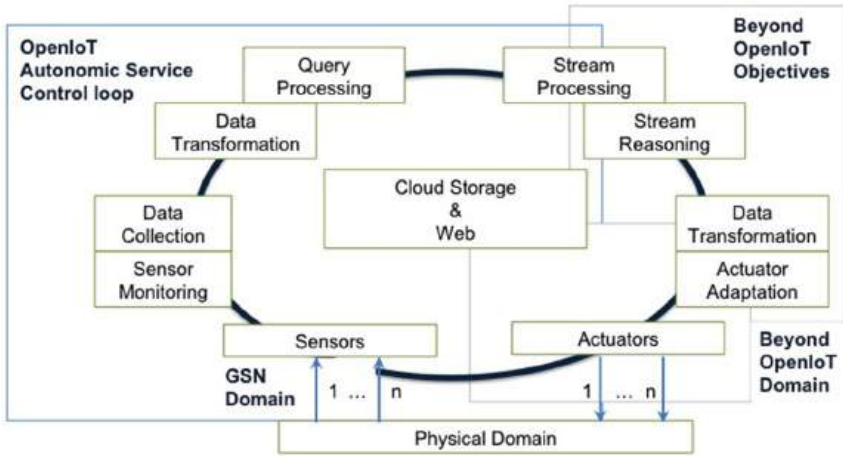 OpenIoT
Autonomic Service
Control loop
Beyond
OpenIoT
Objectives
Query
Processing
Stream
Processing
Data
Transformation
Stream
Reasoning
Cloud Storage
&
Web
Data
Collection
Data
Transformation
Sensor
Monitoring
Actuator
Adaptation
Sensors
Actuators
GSN
Domain
1 ... n
1 ... n
Beyond
OpenIoT
Domain
Physical Domain